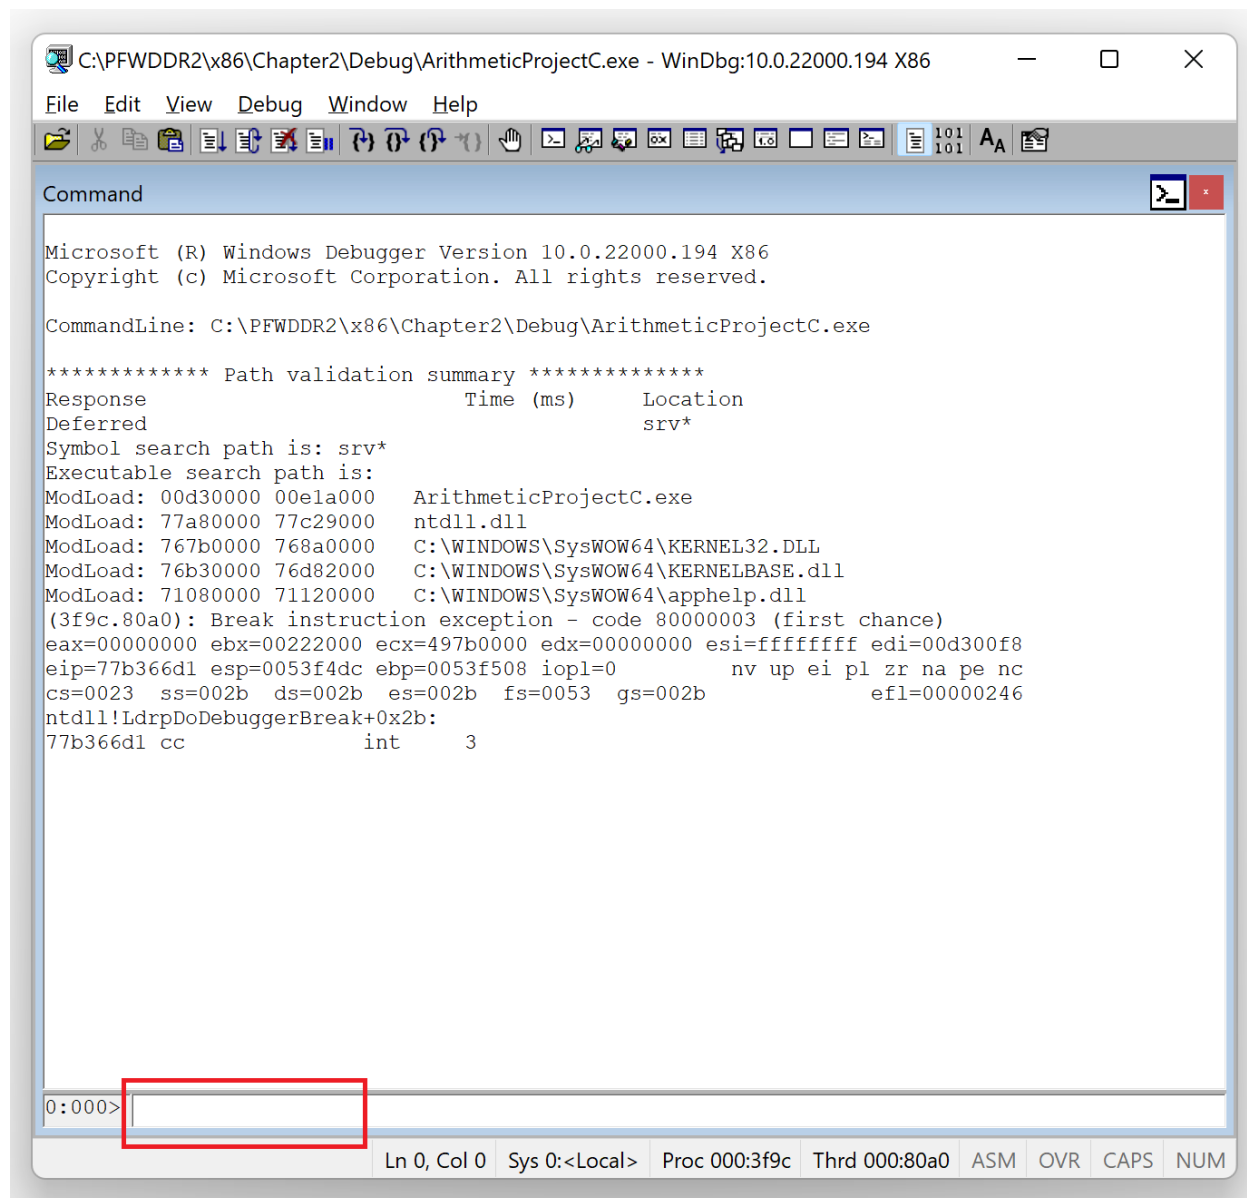 C:\PFWDDR2\x86\Chapter2\Debug\ArithmeticProjectC.exe - WinDbg:10.0.22000.194 X86
File Edit View Debug Window Help
101
101
AA
Command
Microsoft (R) Windows Debugger Version 10.0.22000.194 X86
Copyright (c) Microsoft Corporation. All rights reserved.
CommandLine: C:\PFWDDR2\x86\Chapter2\Debug\ArithmeticProjectC.exe
************* Path validation summary **************
Response Time (ms) Location
Deferred srv*
Symbol search path is: srv*
Executable search path is:
ModLoad: 00d30000 00e1a000 ArithmeticProjectC.exe
ModLoad: 77a80000 77c29000 ntdll.dll
ModLoad: 767b0000 768a0000 C:\WINDOWS\SysWOW64\KERNEL32.DLL
ModLoad: 76b30000 76d82000 C:\WINDOWS\SysWOW64\KERNELBASE.dll
ModLoad: 71080000 71120000 C:\WINDOWS\SysWOW64\apphelp.dll
(3f9c.80a0): Break instruction exception - code 80000003 (first chance)
eax=00000000 ebx=00222000 ecx=497b0000 edx=00000000 esi=ffffffff edi=00d300f8
eip=77b366d1 esp=0053f4dc ebp=0053f508 iopl=0 nv up ei pl zr na pe nc
cs=0023 ss=002b ds=002b es=002b fs=0053 gs=002b efl=00000246
ntdll!LdrpDoDebuggerBreak+0x2b:
77b366d1 cc int 3
0:000>
Ln 0, Col 0 Sys 0:<Local> Proc 000:3f9c Thrd 000:80a0 ASM OVR CAPS NUM